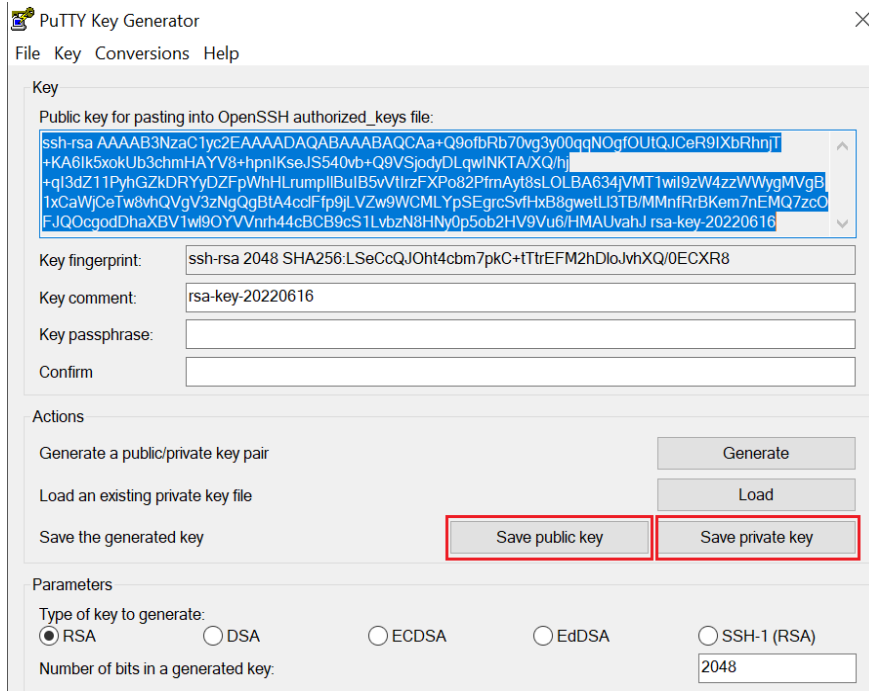 PuTTY Key Generator
File Key Conversions Help
Key
Public key for pasting into OpenSSH authorized_keys file:
ssh-rsa AAAAB3NzaC1yc2EAAAADAQABAAABAQCAa+Q9ofbRb70vg3y00qqNOgfOUtQJCeR9IXbRhnjT
+KA6Ik5xokUb3chmHAYV8+hpnIKseJS540vb+Q9VSjodyDLqwINKTA/XQ/hj
+qI3dZ11PyhGZkDRYyDZFpWhHLrumpIIBuIB5vVtIrzFXPo82PfrnAyt8sLOLBA634jVMT1wiI9zW4zzWWygMVgB
1xCaWjCeTw8vhQVgV3zNgQgBtA4ccIFfp9jLVZw9WCMLYpSEgrcSvfHxB8gwetLI3TB/MMnfRrBKem7nEMQ7zcO
FJQOcgodDhaXBV1wl9OYVVnrh44cBCB9cS1LvbzN8HNy0p5ob2HV9Vu6/HMAUvahJ rsa-key-20220616
Key fingerprint: ssh-rsa 2048 SHA256:LSeCcQJOht4cbm7pkC+tTtrEFM2hDloJvhXQ/0ECXR8
Key comment: rsa-key-20220616
Key passphrase:
Confirm
Actions
Generate a public/private key pair Generate
Load an existing private key file Load
Save the generated key Save public key Save private key
Parameters
Type of key to generate:
RSA DSA ECDSA EdDSA SSH-1 (RSA)
Number of bits in a generated key: 2048